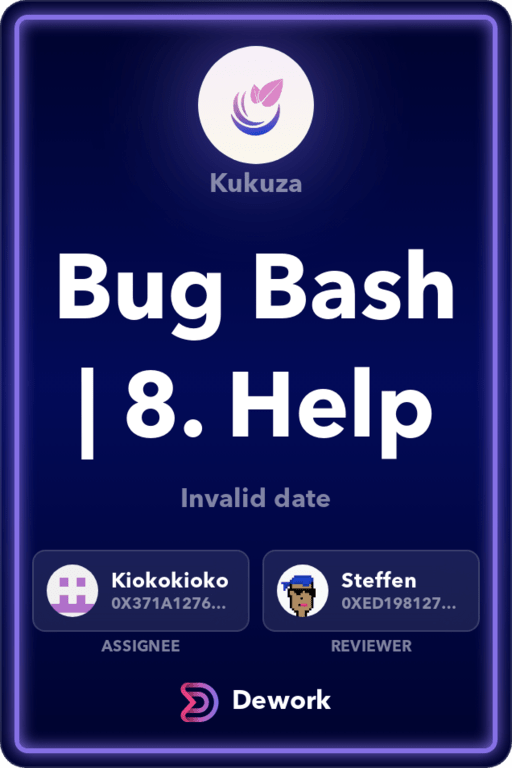 Kukuza
Bug Bash
| 8. Help
Invalid date
Kiokokioko
0X371A1276...
ASSIGNEE
Steffen
0XED198127...
REVIEWER
Dework